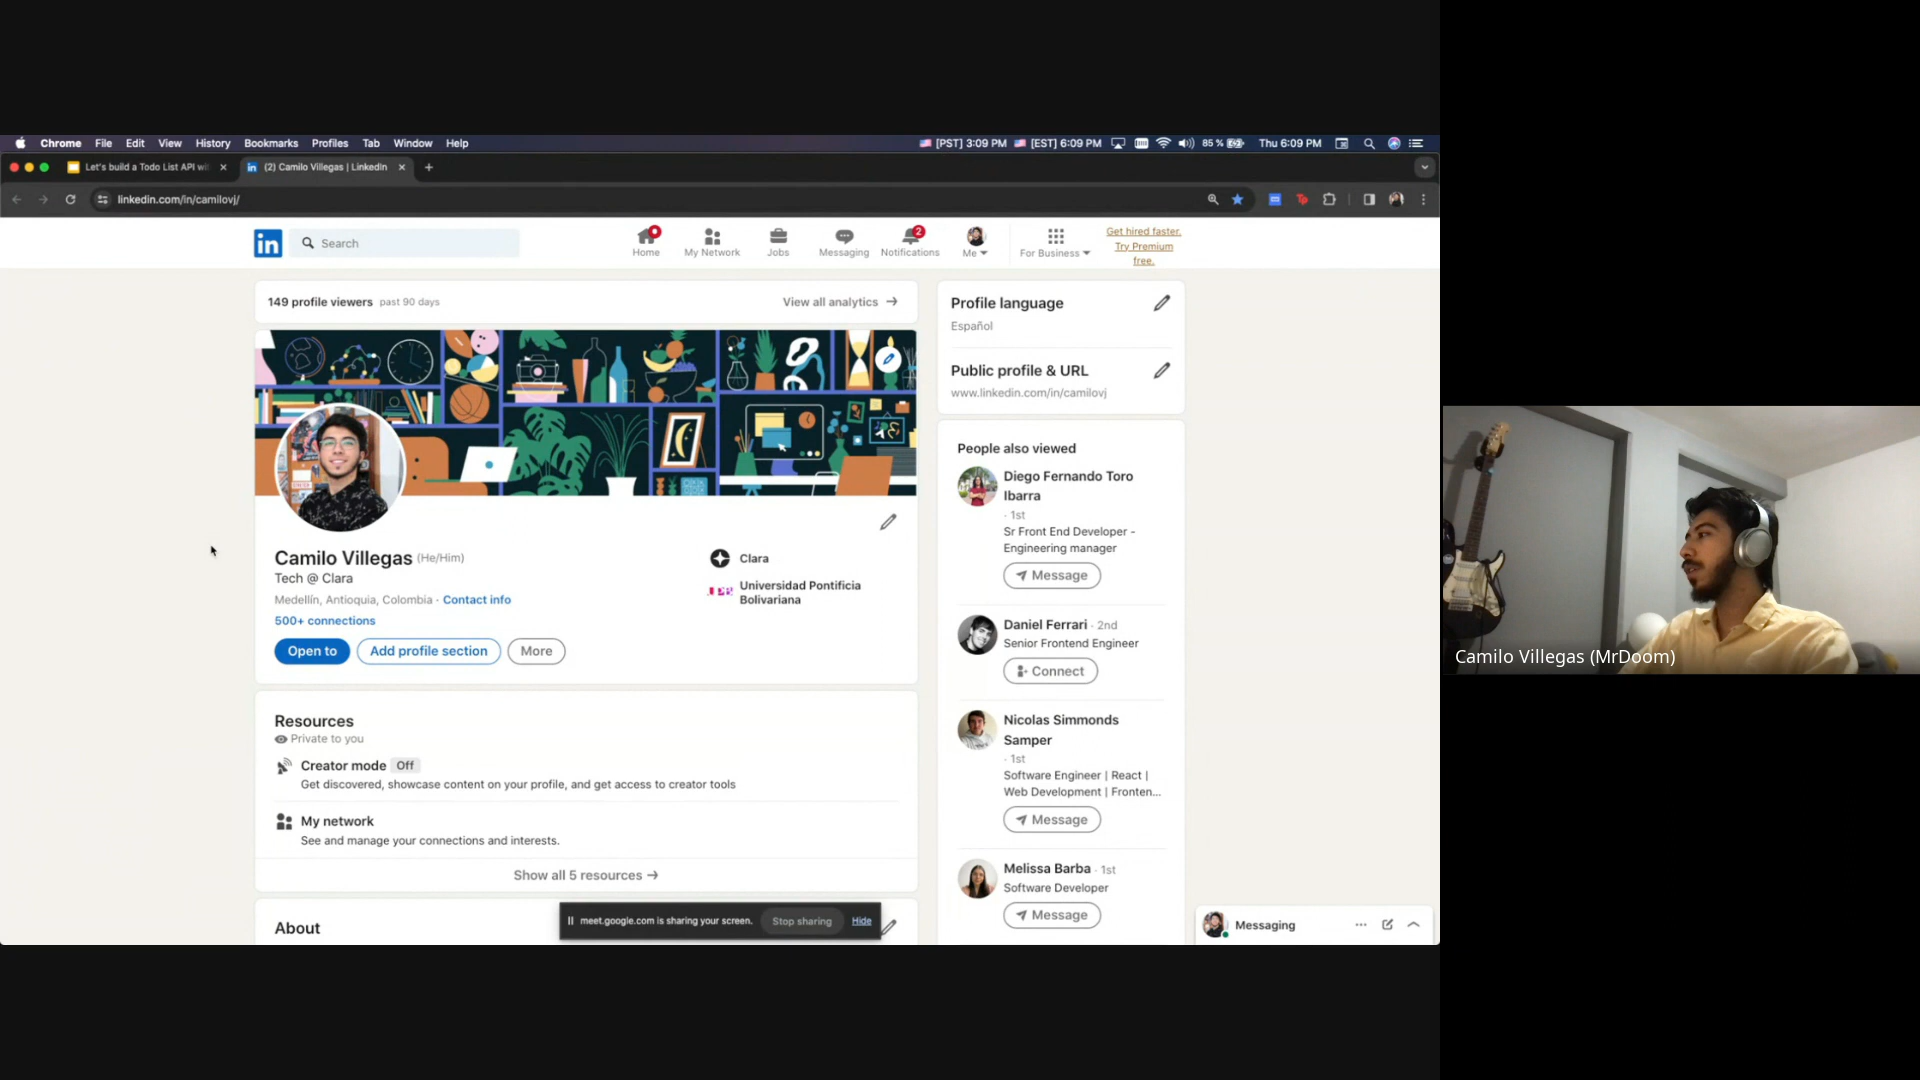 Chrome File Edit View History Bookmarks Profiles Tab Window Help
[PST] 3:09 PM [EST] 6:09 PM 85 % Thu 6:09 PM
Let's build a Todo List API wi
(2) Camilo Villegas | LinkedIn
linkedin.com/in/camilovj/
in
Search
Home
My Network
Jobs
Messaging
2
Notifications
Me
For Business
Get hired faster.
Try Premium
free.
149 profile viewers past 90 days
View all analytics →
Camilo Villegas (He/Him)
Tech @ Clara
Medellín, Antioquia, Colombia · Contact info
500+ connections
Open to
Add profile section
More
Clara
Universidad Pontificia
Bolivariana
Resources
Private to you
Creator mode Off
Get discovered, showcase content on your profile, and get access to creator tools
My network
See and manage your connections and interests.
Show all 5 resources →
About
meet.google.com is sharing your screen. Stop sharing Hide
Profile language
Español
Public profile & URL
www.linkedin.com/in/camilovj
People also viewed
Diego Fernando Toro
Ibarra
· 1st
Sr Front End Developer -
Engineering manager
Message
Daniel Ferrari · 2nd
Senior Frontend Engineer
Connect
Nicolas Simmonds
Samper
· 1st
Software Engineer | React |
Web Development | Fronten...
Message
Melissa Barba · 1st
Software Developer
Message
Messaging
Camilo Villegas (MrDoom)